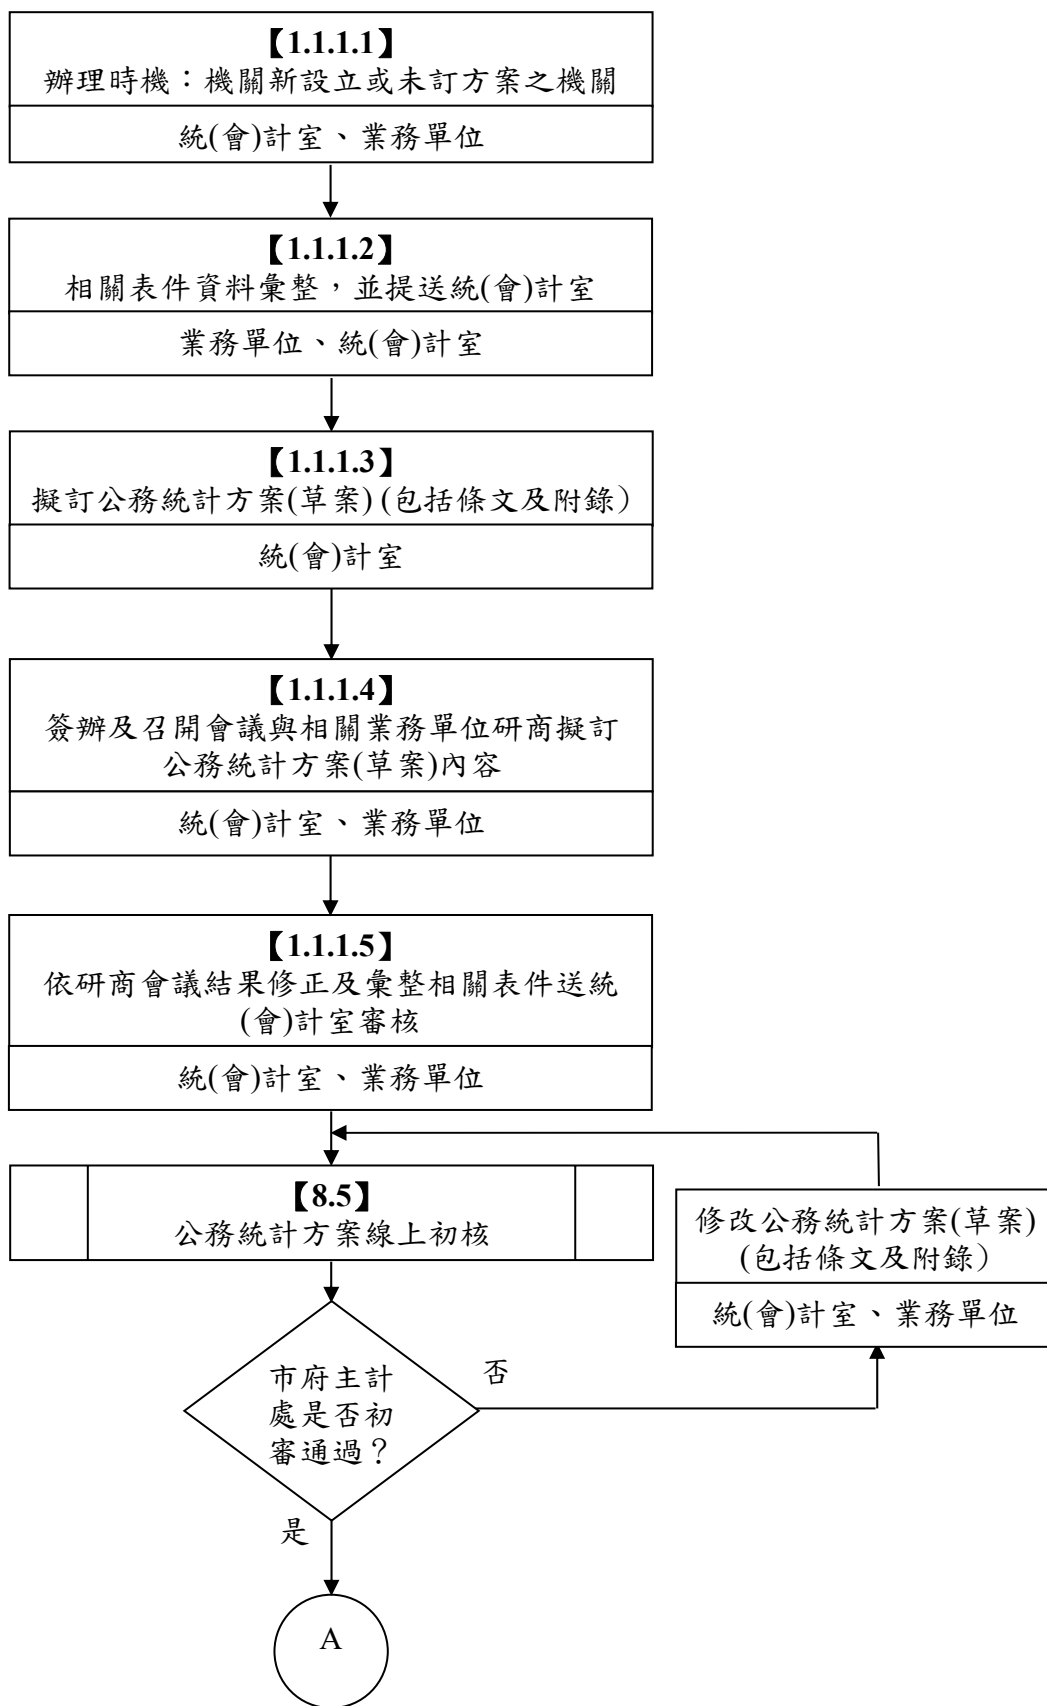 【1.1.1.1】
辦理時機：機關新設立或未訂方案之機關
統(會)計室、業務單位
【1.1.1.2】
相關表件資料彙整，並提送統(會)計室
業務單位、統(會)計室
【1.1.1.3】
擬訂公務統計方案(草案)(包括條文及附錄）
統(會)計室
【1.1.1.4】
簽辦及召開會議與相關業務單位研商擬訂
公務統計方案(草案)內容
統(會)計室、業務單位
【1.1.1.5】
依研商會議結果修正及彙整相關表件送統
(會)計室審核
統(會)計室、業務單位
【8.5】
公務統計方案線上初核
修改公務統計方案(草案)
(包括條文及附錄）
統(會)計室、業務單位
市府主計
處是否初
審通過？
否
是
A